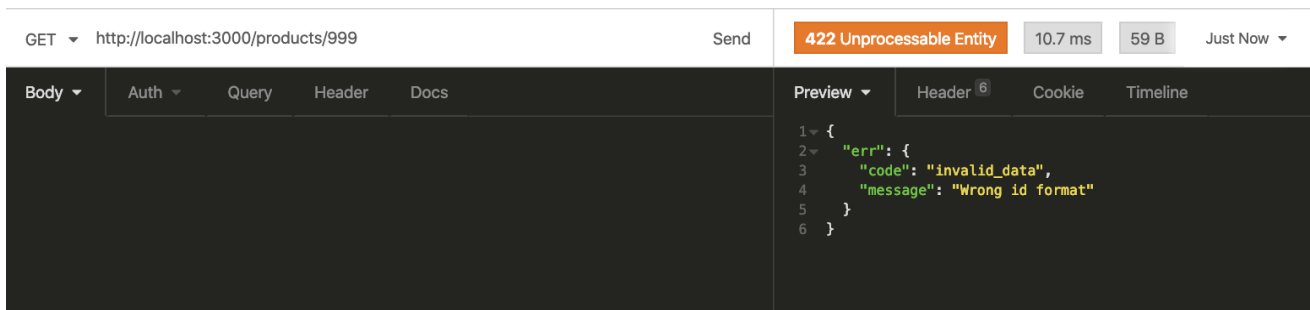 GET http://localhost:3000/products/999 Send 422 Unprocessable Entity 10.7 ms 59 B Just Now
Body Auth Query Header Docs Preview Header 6 Cookie Timeline
1 {
2 "err": {
3 "code": "invalid_data",
4 "message": "Wrong id format"
5 }
6 }